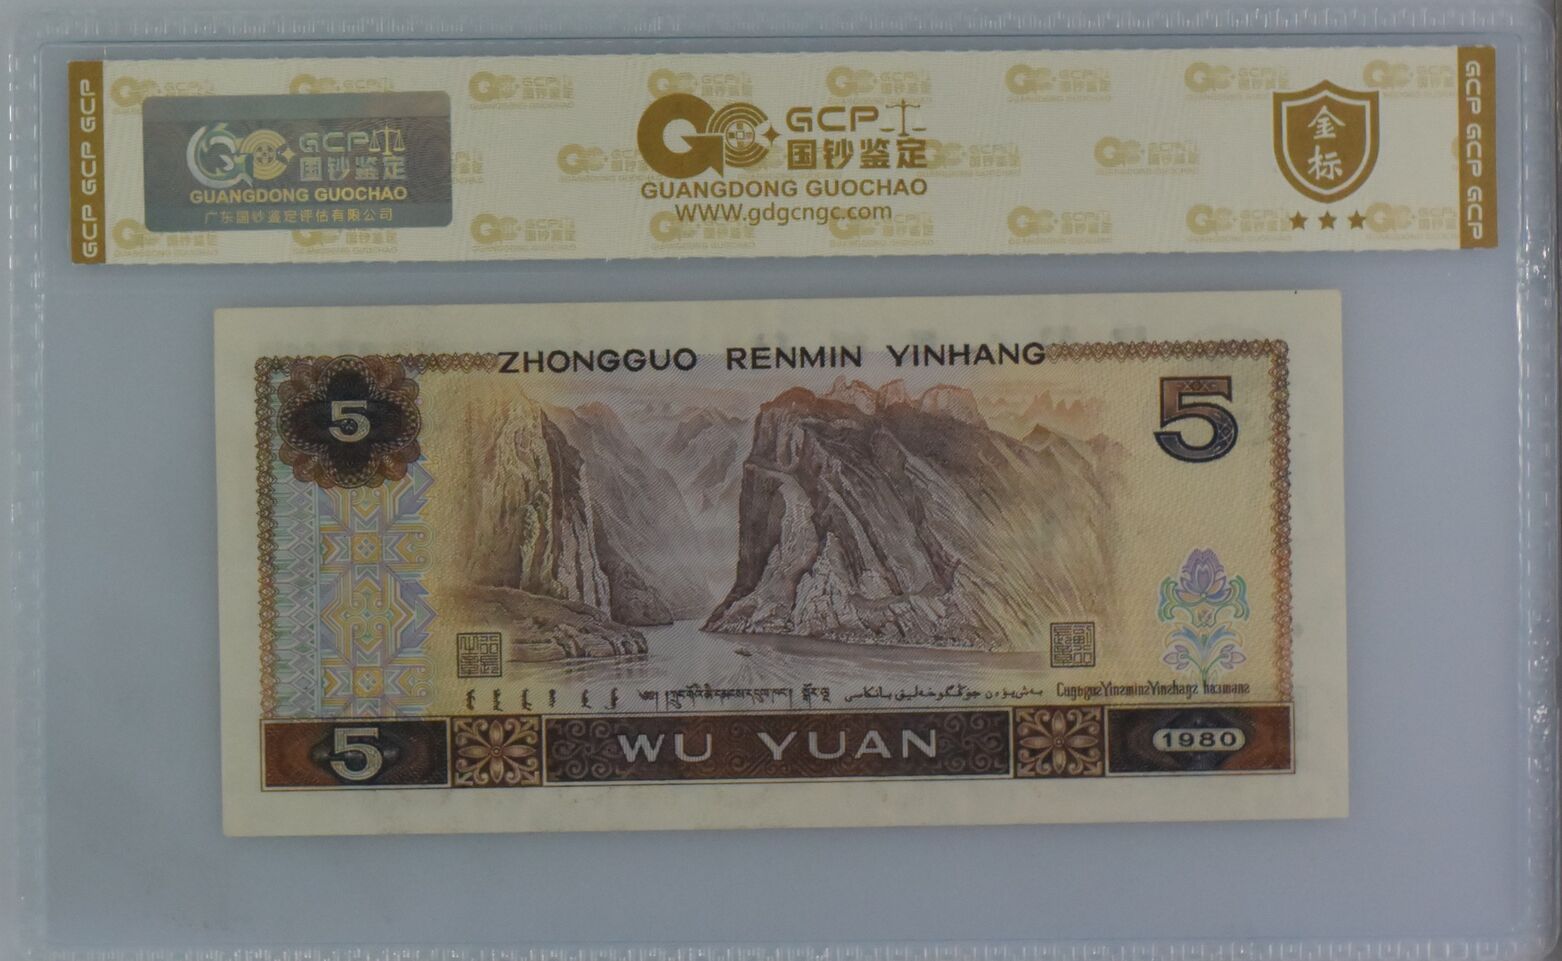 GCP GCP GCP
GCP
国钞鉴定
GUANGDONG GUOCHAO
广东国钞鉴定评估有限公司
GCP
国钞鉴定
GUANGDONG GUOCHAO
WWW.gdgcngc.com
金标
GCP GCP GCP
ZHONGGUO RENMIN YINHANG
5
5
5
WU YUAN
1980